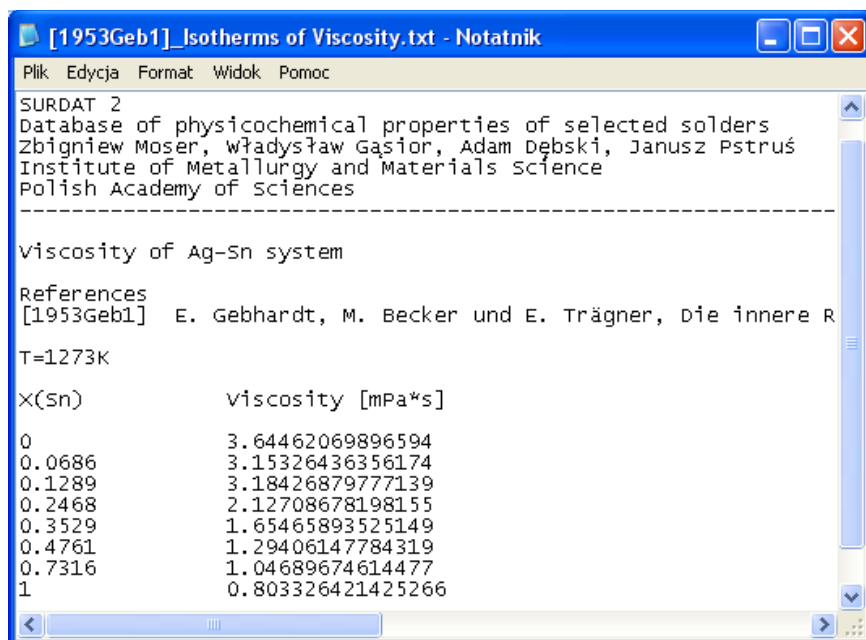 [1953Geb1]_Isotherms of Viscosity.txt - Notatnik
Plik Edycja Format Widok Pomoc
SURDAT 2
Database of physicochemical properties of selected solders
Zbigniew Moser, Władysław Gąsior, Adam Dębski, Janusz Pstruś
Institute of Metallurgy and Materials Science
Polish Academy of Sciences
---------------------------------------------------------------
Viscosity of Ag-Sn system
References
[1953Geb1] E. Gebhardt, M. Becker und E. Trägner, Die innere R
T=1273K
X(Sn) Viscosity [mPa*s]
0 3.64462069896594
0.0686 3.15326436356174
0.1289 3.18426879777139
0.2468 2.12708678198155
0.3529 1.65465893525149
0.4761 1.29406147784319
0.7316 1.04689674614477
1 0.803326421425266